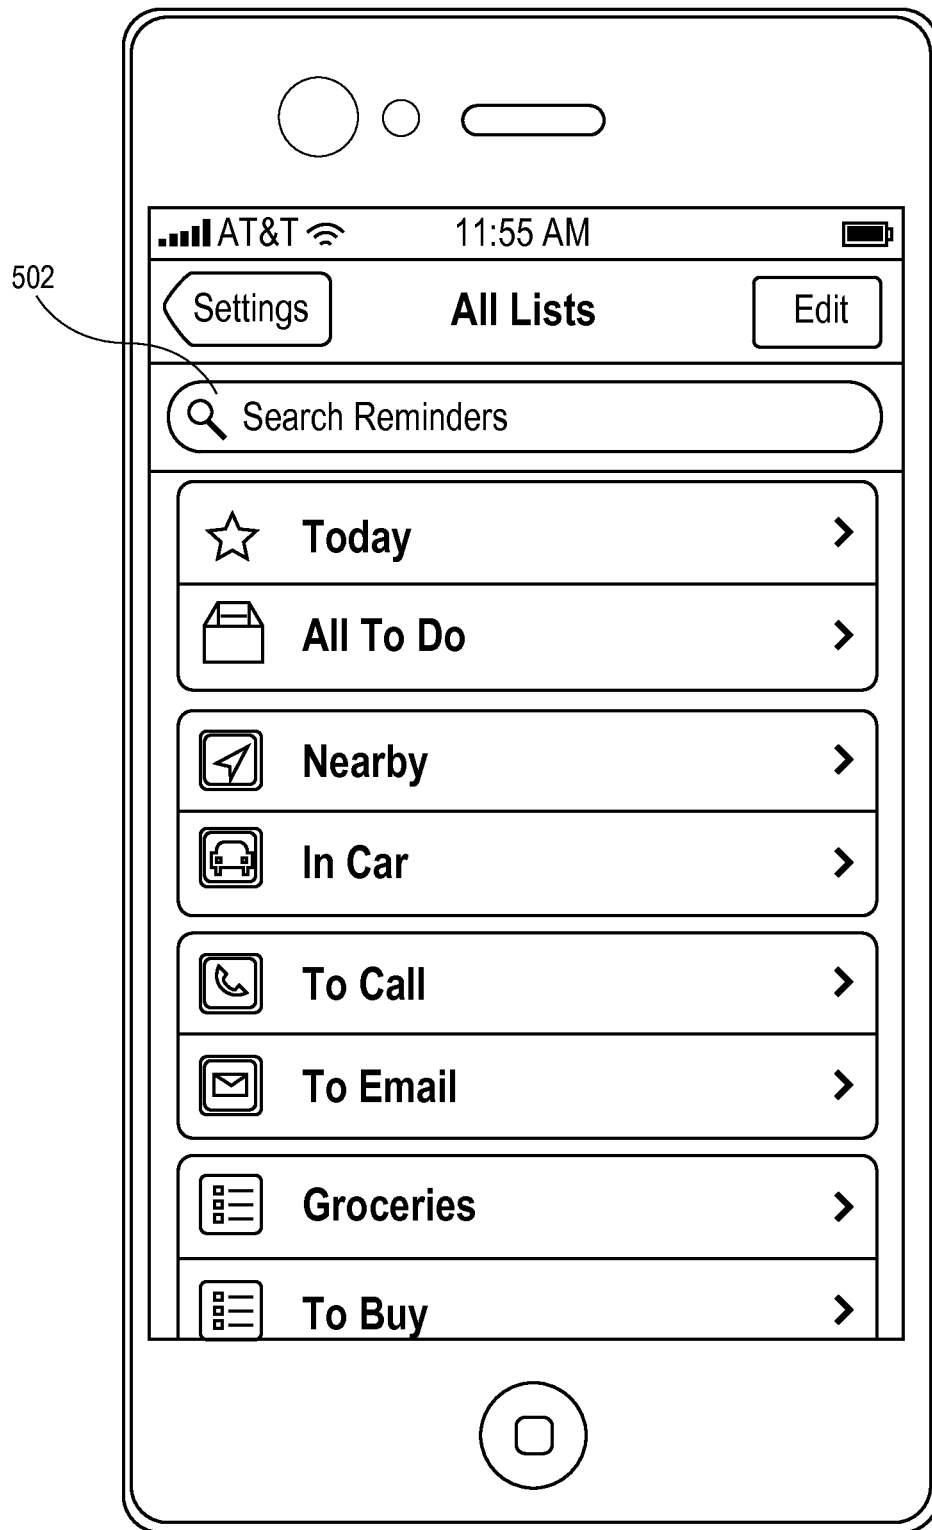 AT&T 11:55 AM
502
Settings All Lists Edit
Search Reminders
Today
All To Do
Nearby
In Car
To Call
To Email
Groceries
To Buy